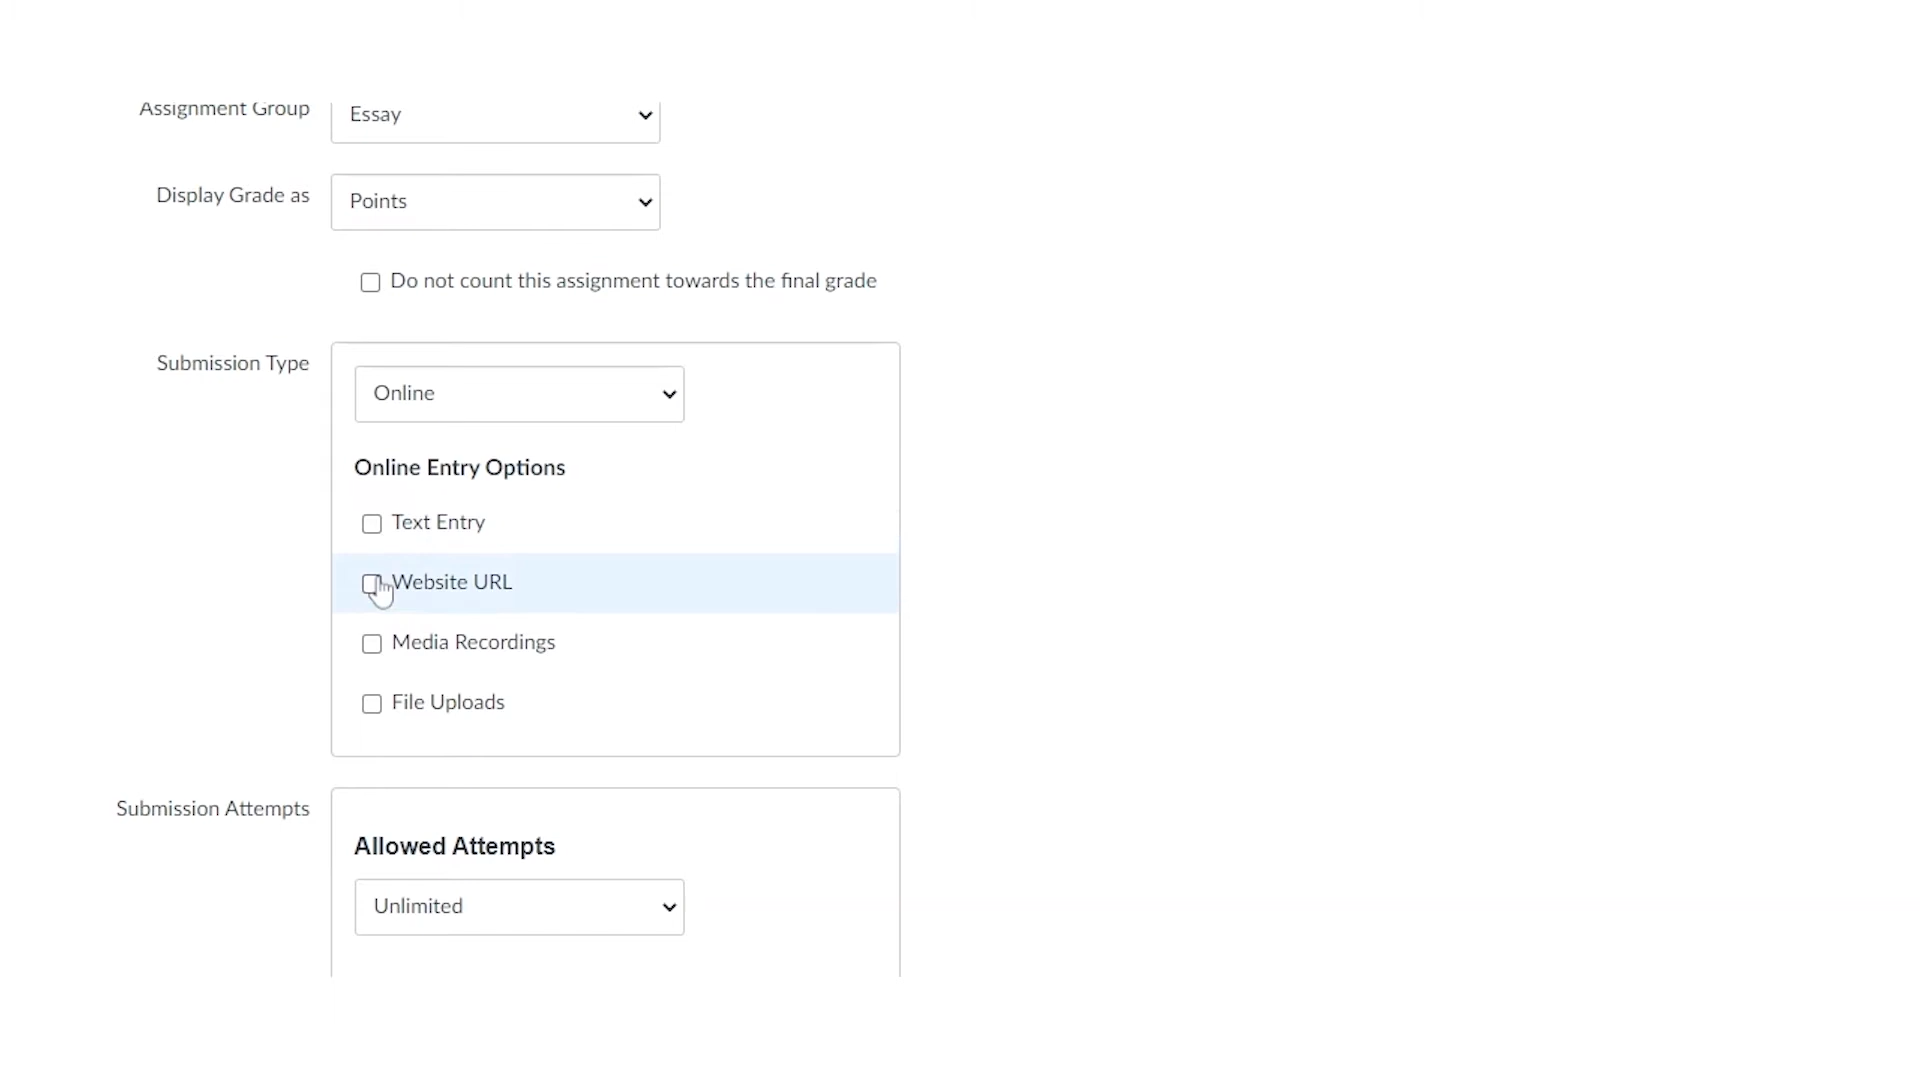 Assignment Group Essay
Display Grade as Points
Do not count this assignment towards the final grade
Submission Type Online
Online Entry Options
Text Entry
Website URL
Media Recordings
File Uploads
Submission Attempts
Allowed Attempts
Unlimited